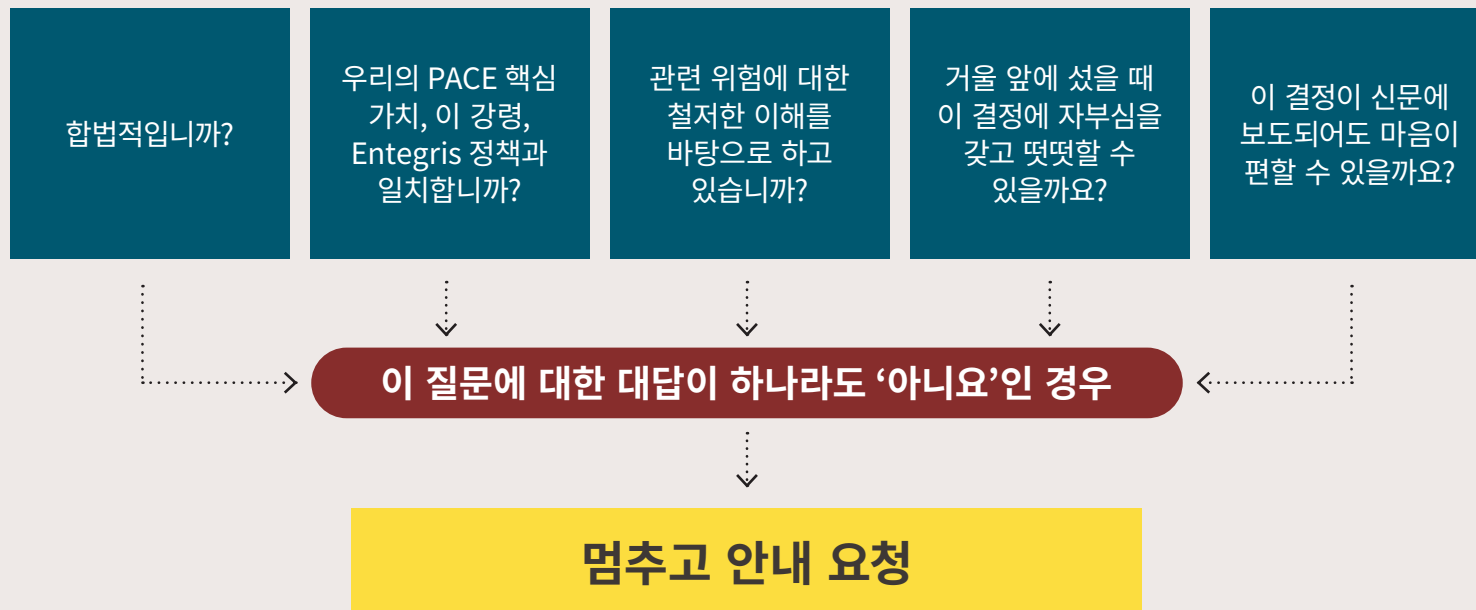 합법적입니까?
우리의 PACE 핵심
가치, 이 강령,
Entegris 정책과
일치합니까?
관련 위험에 대한
철저한 이해를
바탕으로 하고
있습니까?
거울 앞에 섰을 때
이 결정에 자부심을
갖고 떳떳할 수
있을까요?
이 결정이 신문에
보도되어도 마음이
편할 수 있을까요?
이 질문에 대한 대답이 하나라도 ‘아니요’인 경우
멈추고 안내 요청